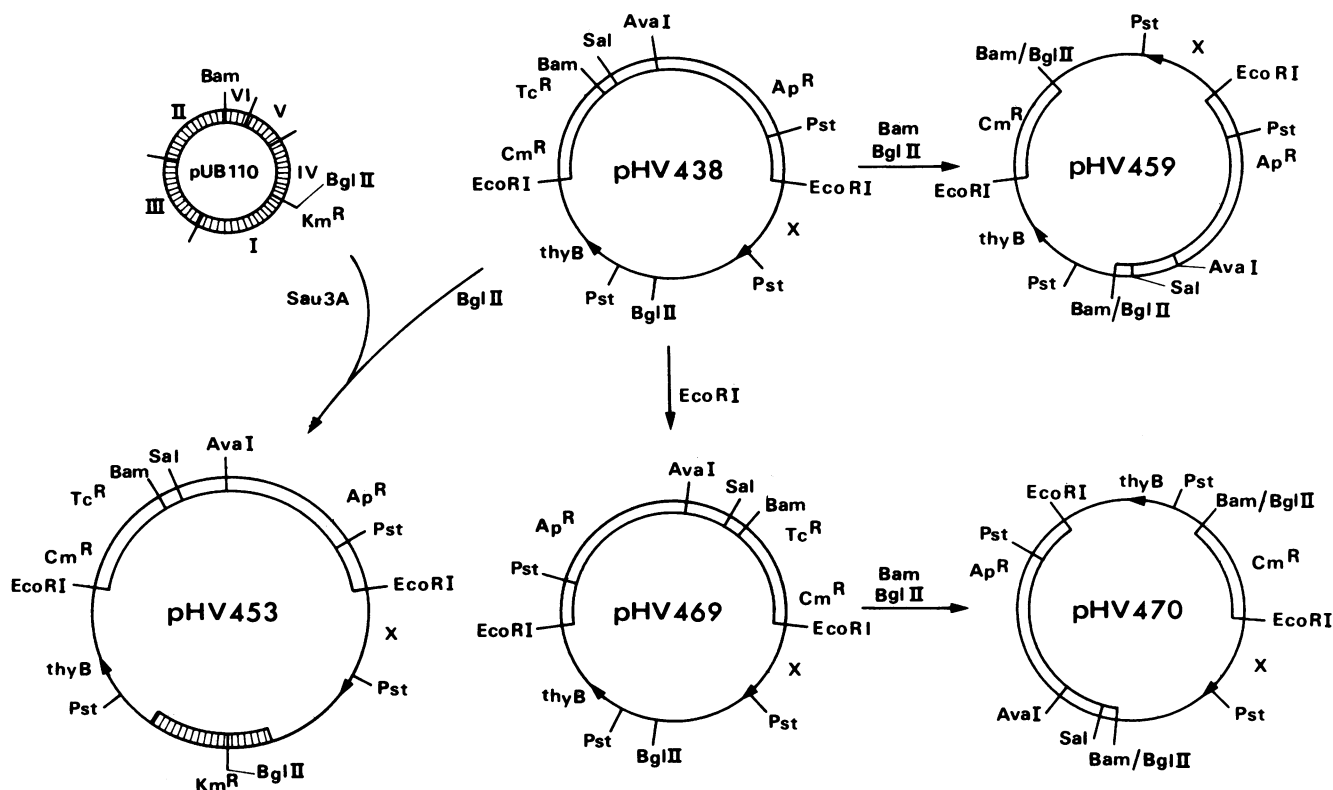 Bam
VI
V
II
pUB110
IV
BglII
III
KmR
I
Sau3A
BglII
AvaI
Sal
Bam
TcR
ApR
Pst
CmR
pHV438
EcoRI
EcoRI
X
thyB
Pst
Pst
BglII
Bam
BglII
Pst
X
Bam/BglII
EcoRI
CmR
Pst
ApR
pHV459
EcoRI
thyB
AvaI
Pst
Sal
Bam/BglII
EcoRI
AvaI
Sal
Bam
TcR
ApR
Pst
CmR
EcoRI
EcoRI
pHV453
X
thyB
Pst
Pst
BglII
KmR
AvaI
Sal
Bam
ApR
TcR
Pst
CmR
EcoRI
EcoRI
pHV469
X
thyB
Pst
Pst
BglII
Bam
BglII
thyB
Pst
EcoRI
Bam/BglII
Pst
ApR
CmR
pHV470
EcoRI
X
AvaI
Pst
Sal
Bam/BglII